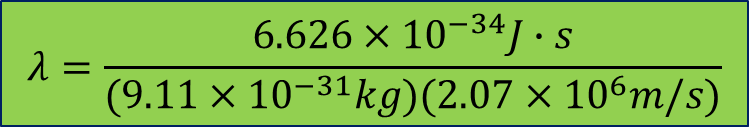 λ = 6.626 × 10⁻³⁴ J · s / (9.11 × 10⁻³¹ kg)(2.07 × 10⁶ m/s)